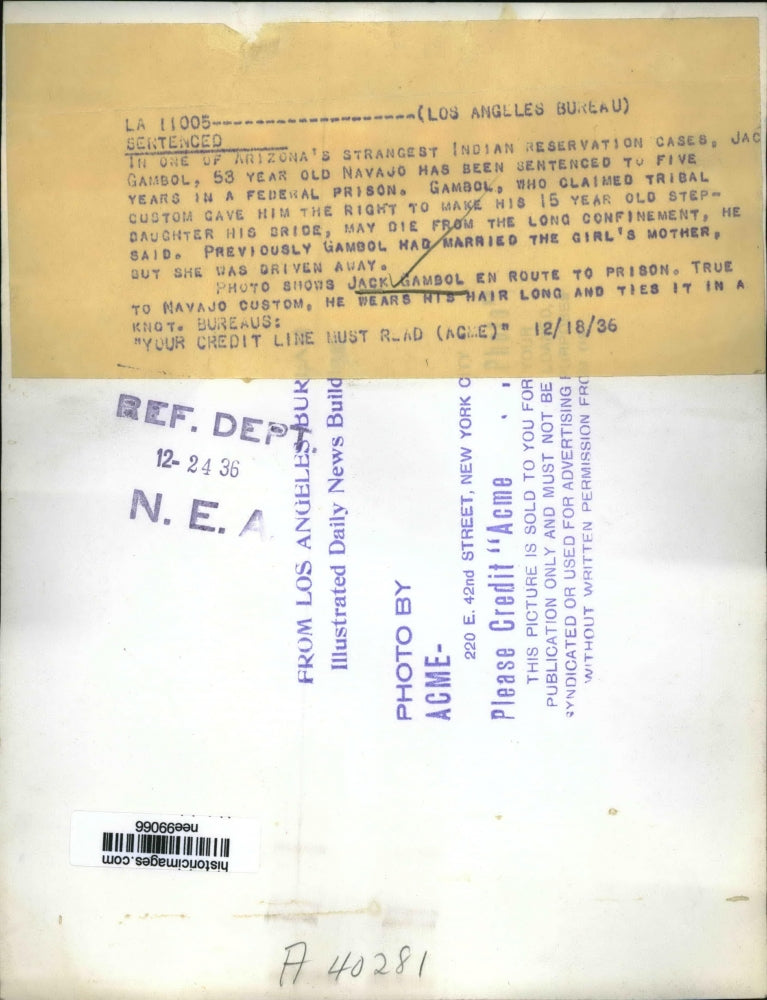 LA 11005--------------------(LOS ANGELES BUREAU)
SENTENCED
IN ONE OF ARIZONA'S STRANGEST INDIAN RESERVATION CASES, JAC
GAMBOL, 53 YEAR OLD NAVAJO HAS BEEN SENTENCED TO FIVE
YEARS IN A FEDERAL PRISON. GAMBOL, WHO CLAIMED TRIBAL
CUSTOM GAVE HIM THE RIGHT TO MAKE HIS 15 YEAR OLD STEP-
DAUGHTER HIS BRIDE, MAY DIE FROM THE LONG CONFINEMENT, HE
SAID. PREVIOUSLY GAMBOL HAD MARRIED THE GIRL'S MOTHER,
BUT SHE WAS DRIVEN AWAY.
PHOTO SHOWS JACK GAMBOL EN ROUTE TO PRISON. TRUE
TO NAVAJO CUSTOM, HE WEARS HIS HAIR LONG AND TIES IT IN A
KNOT. BUREAUS:
"YOUR CREDIT LINE MUST READ (ACME)" 12/18/36
REF. DEPT.
12-24 36
N. E. A
FROM LOS ANGELES BUR
Illustrated Daily News Build
PHOTO BY
ACME-
220 E. 42nd STREET, NEW YORK C
Please Credit "Acme
THIS PICTURE IS SOLD TO YOU FOR
PUBLICATION ONLY AND MUST NOT BE
SYNDICATED OR USED FOR ADVERTISING
WITHOUT WRITTEN PERMISSION FRO
historicimages.com
nee99066
A 40281